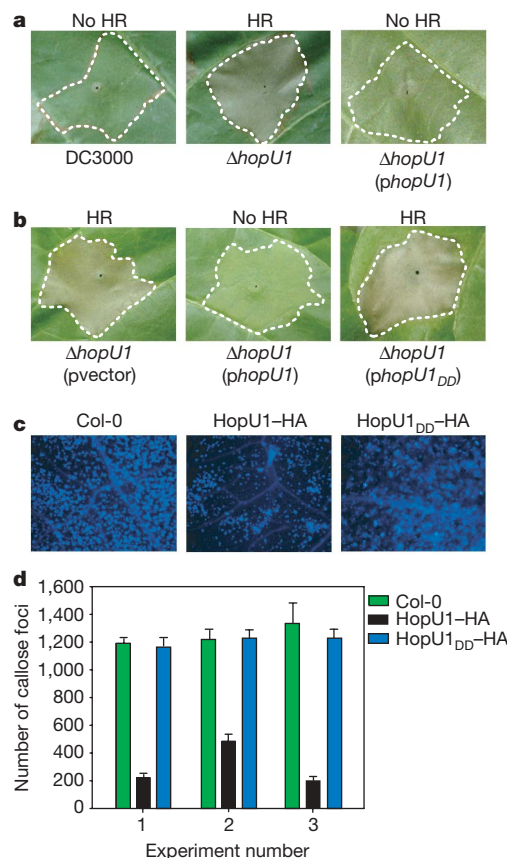 a
No HR HR No HR
DC3000 ΔhopU1 ΔhopU1
(phopU1)
b
HR No HR HR
ΔhopU1 ΔhopU1 ΔhopU1
(pvector) (phopU1) (phopU1DD)
c
Col-0 HopU1–HA HopU1DD–HA
d
Number of callose foci
1,600
1,400
1,200
1,000
800
600
400
200
0
1 2 3
Experiment number
Col-0
HopU1–HA
HopU1DD–HA